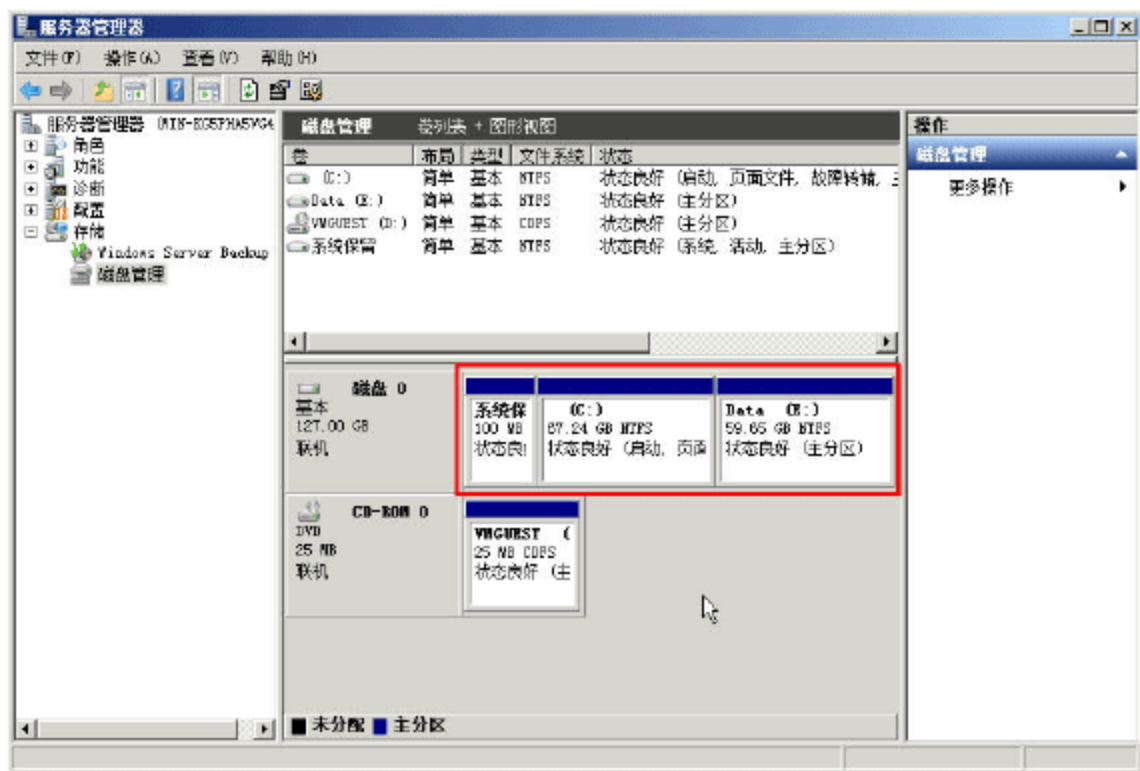 服务器管理器
文件(F) 操作(A) 查看(V) 帮助(H)
服务器管理器
角色
功能
诊断
配置
存储
Windows Server Backup
磁盘管理
磁盘管理 卷列表 + 图形视图
卷 布局 类型 文件系统 状态
(C:) 简单 基本 NTFS 状态良好 (启动, 页面文件, 故障转储, 主
Data (E:) 简单 基本 NTFS 状态良好 (主分区)
VMGUEST (D:) 简单 基本 CDFS 状态良好 (主分区)
系统保留 简单 基本 NTFS 状态良好 (系统, 活动, 主分区)
磁盘 0
基本
127.00 GB
联机
系统保
100 MB
状态良
(C:)
67.24 GB NTFS
状态良好 (启动, 页面
Data (E:)
59.65 GB NTFS
状态良好 (主分区)
CD-ROM 0
DVD
25 MB
联机
VMGUEST (
25 MB CDFS
状态良好 (主
未分配 主分区
操作
磁盘管理
更多操作